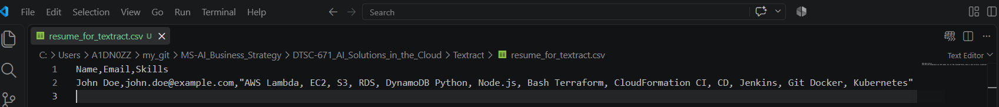 File Edit Selection View Go Run Terminal Help Search
resume_for_textract.csv U
C: > Users > A1DN0ZZ > my_git > MS-AI_Business_Strategy > DTSC-671_AI_Solutions_in_the_Cloud > Textract > resume_for_textract.csv Text Editor
1 Name,Email,Skills
2 John Doe,john.doe@example.com,"AWS Lambda, EC2, S3, RDS, DynamoDB Python, Node.js, Bash Terraform, CloudFormation CI, CD, Jenkins, Git Docker, Kubernetes"
3